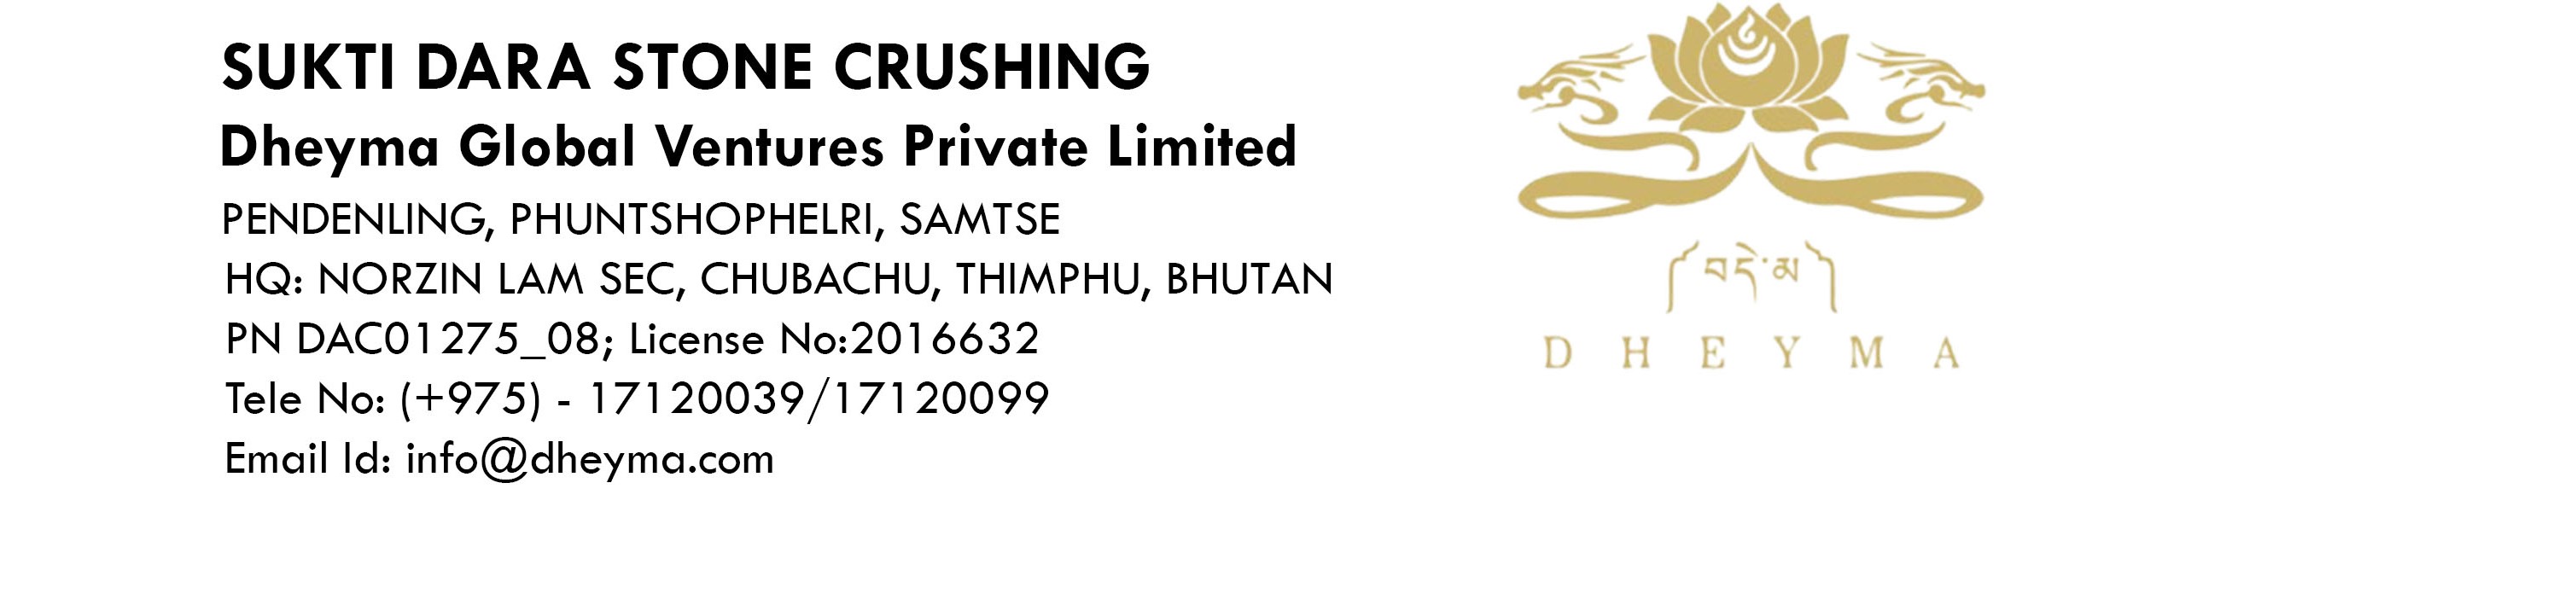 SUKTI DARA STONE CRUSHING
Dheyma Global Ventures Private Limited
PENDENLING, PHUNTSHOPHELRI, SAMTSE
HQ: NORZIN LAM SEC, CHUBACHU, THIMPHU, BHUTAN
PN DAC01275_08; License No:2016632
Tele No: (+975) - 17120039/17120099
Email Id: info@dheyma.com
༼བདེ་མ༽
DHEYMA